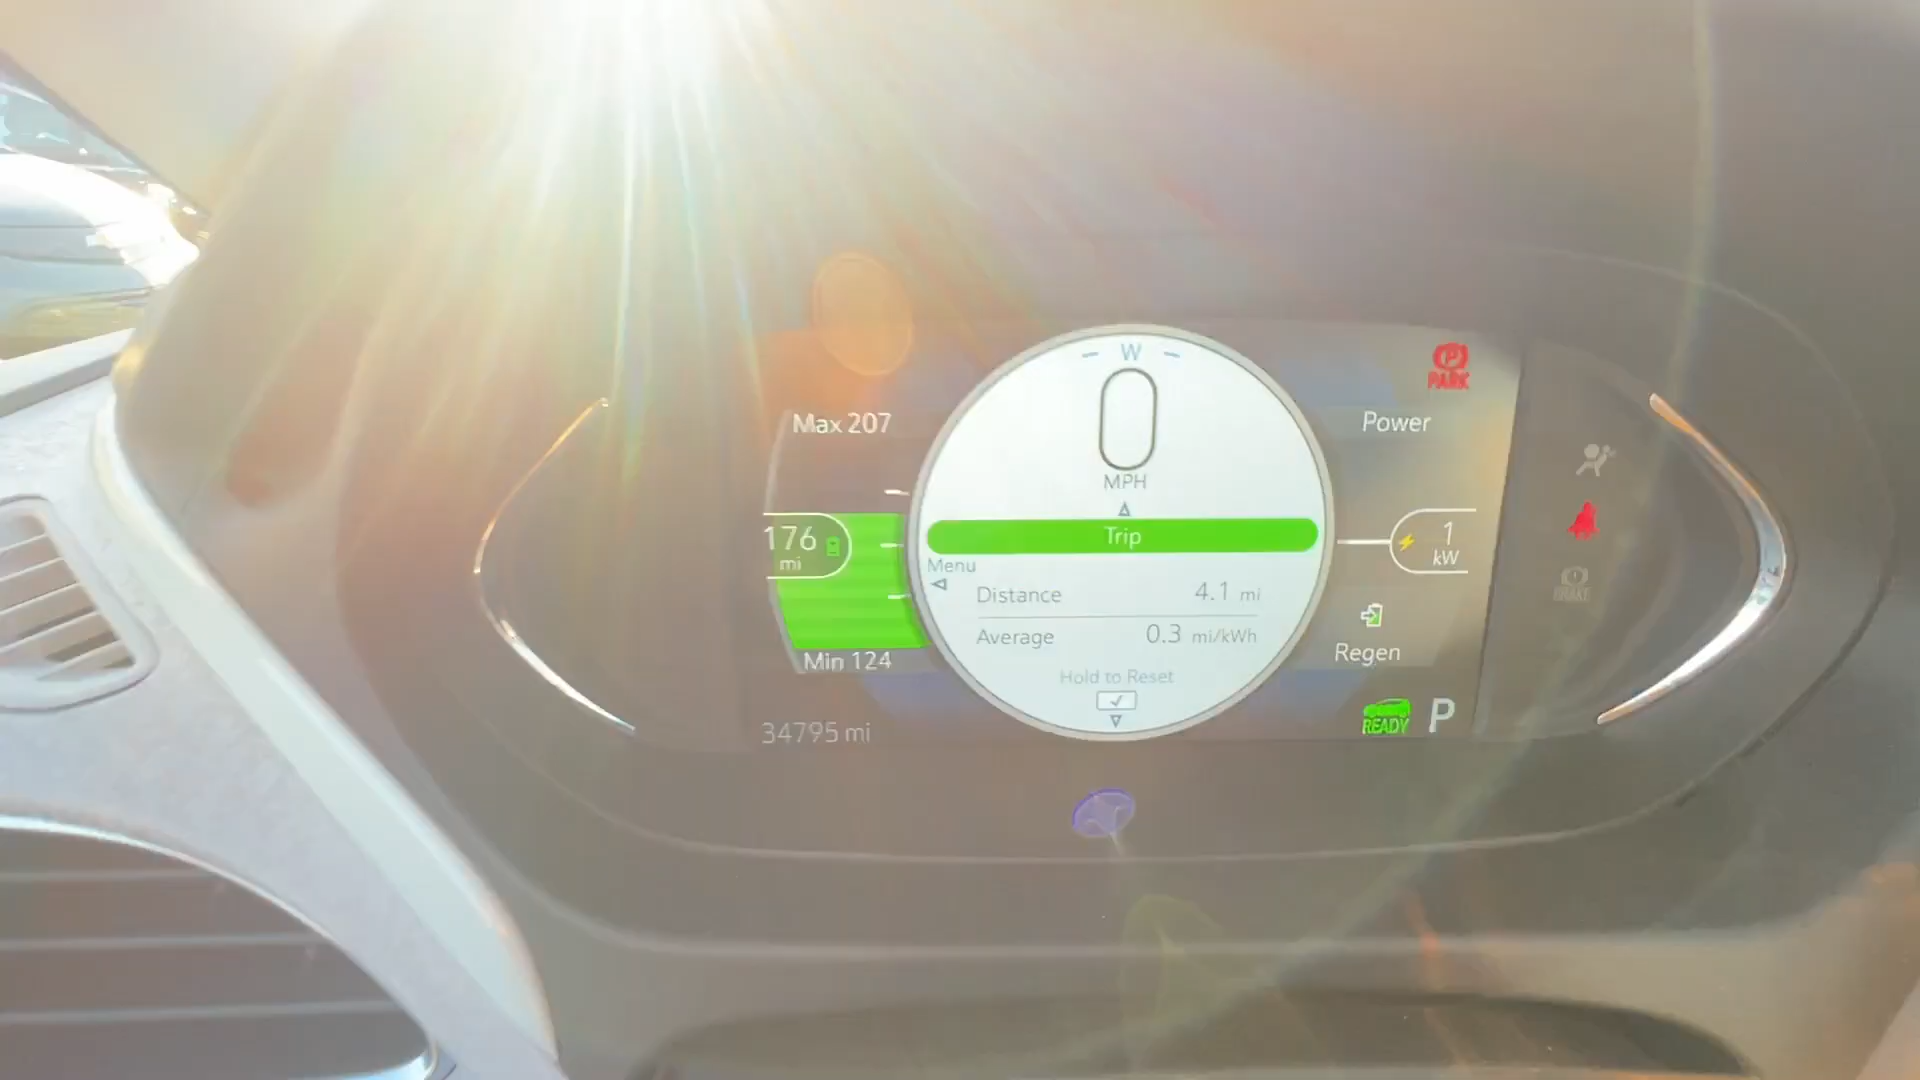 W
0
MPH
Max 207
Power
PARK
176
mi
Trip
1
kW
Menu
Distance 4.1 mi
Average 0.3 mi/kWh
Min 124
Regen
Hold to Reset
34795 mi
READY P
BRAKE